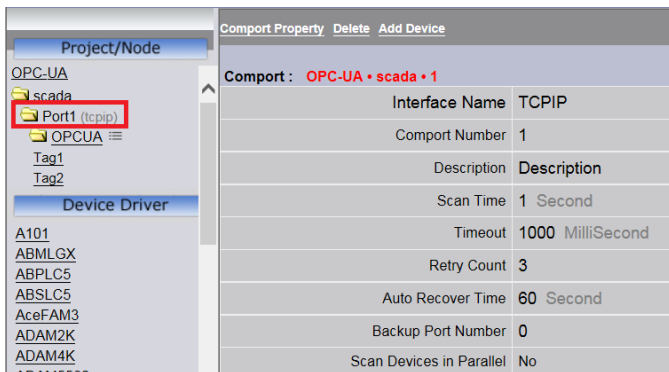 Comport Property Delete Add Device
Project/Node
OPC-UA
scada
Port1 (tcpip)
OPCUA
Tag1
Tag2
Device Driver
A101
ABMLGX
ABPLC5
ABSLC5
AceFAM3
ADAM2K
ADAM4K
Comport : OPC-UA • scada • 1
Interface Name TCPIP
Comport Number 1
Description Description
Scan Time 1 Second
Timeout 1000 MilliSecond
Retry Count 3
Auto Recover Time 60 Second
Backup Port Number 0
Scan Devices in Parallel No